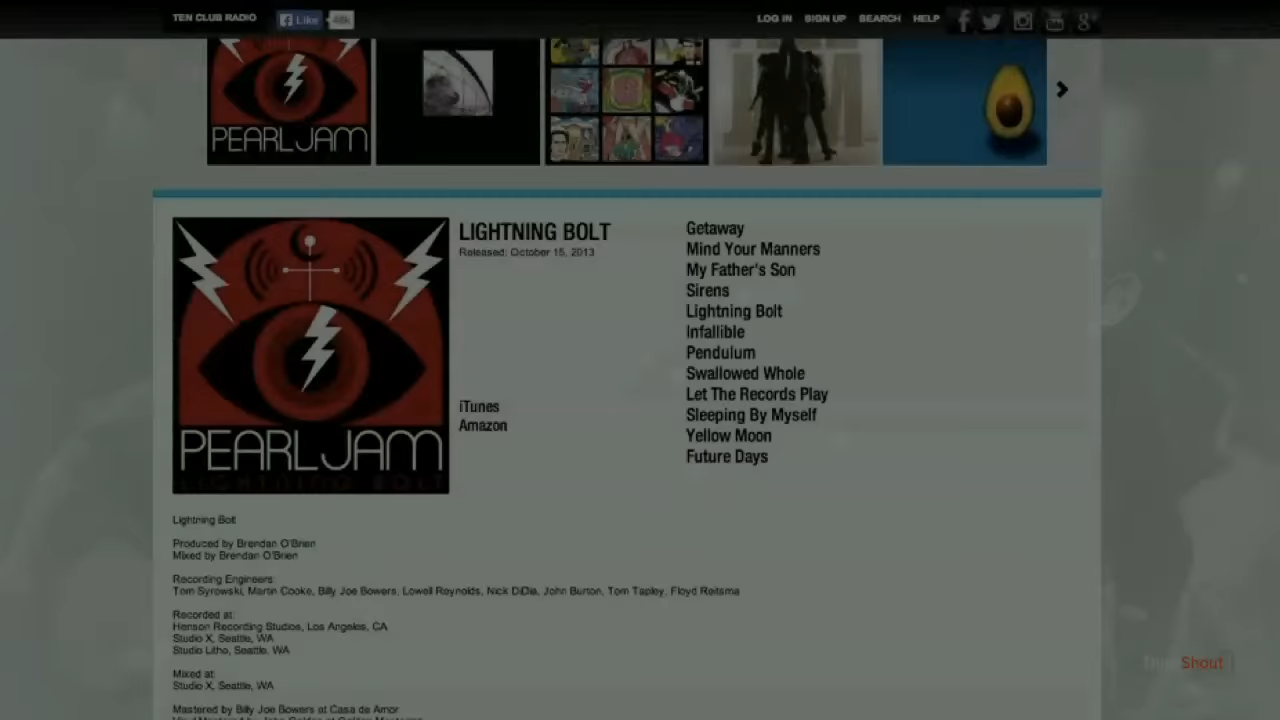 TEN CLUB RADIO
Like
48k
LOG IN SIGN UP SEARCH HELP
PEARL JAM
LIGHTNING BOLT
Released: October 15, 2013
iTunes
Amazon
Getaway
Mind Your Manners
My Father's Son
Sirens
Lightning Bolt
Infallible
Pendulum
Swallowed Whole
Let The Records Play
Sleeping By Myself
Yellow Moon
Future Days
PEARL JAM
LIGHTNING BOLT
Lightning Bolt
Produced by Brendan O'Brien
Mixed by Brendan O'Brien
Recording Engineers:
Tom Syrowski, Martin Cooke, Billy Joe Bowers, Lowell Reynolds, Nick DiDia, John Burton, Tom Tapley, Floyd Reitsma
Recorded at:
Henson Recording Studios, Los Angeles, CA
Studio X, Seattle, WA
Studio Litho, Seattle, WA
Mixed at:
Studio X, Seattle, WA
Mastered by Billy Joe Bowers at Casa de Amor
Shout